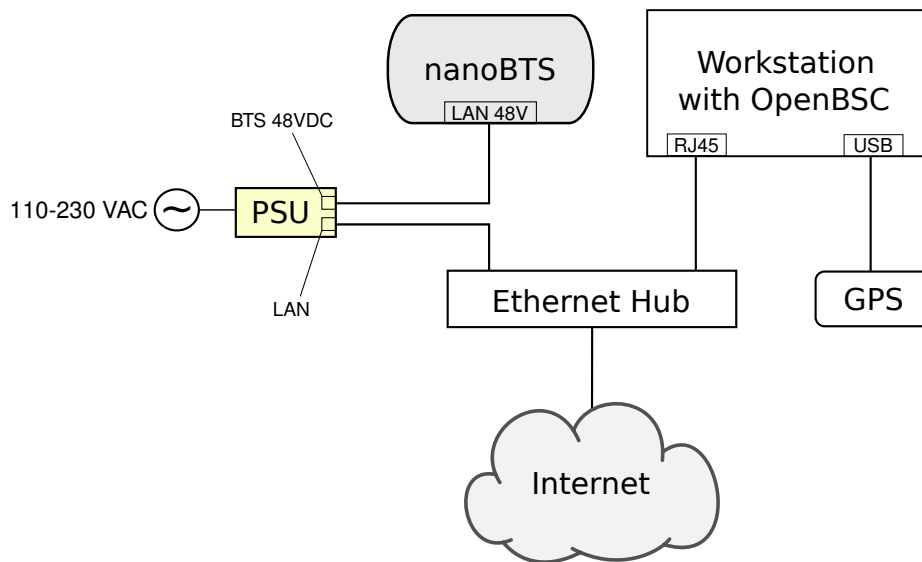 nanoBTS
LAN 48V
Workstation
with OpenBSC
RJ45
USB
BTS 48VDC
110-230 VAC
PSU
LAN
Ethernet Hub
GPS
Internet